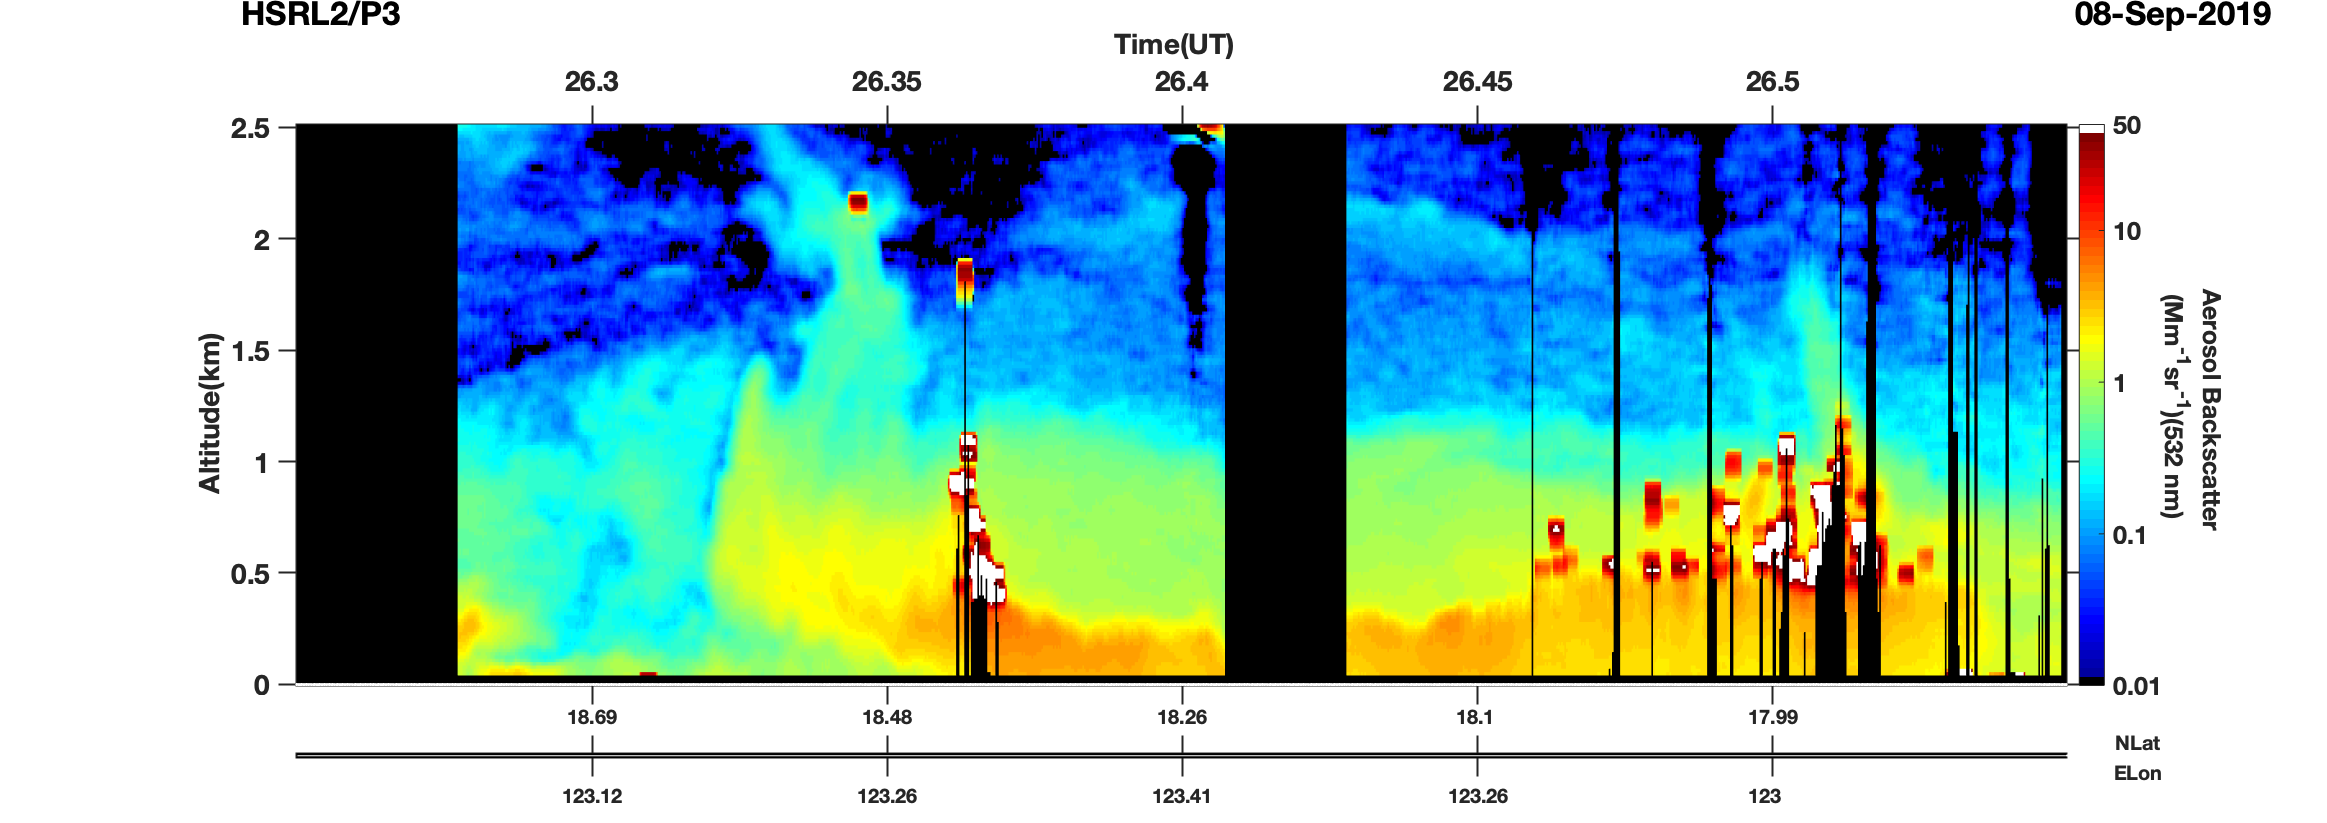 HSRL2/P3
08-Sep-2019
Time(UT)
26.3 26.35 26.4 26.45 26.5
2.5
2
1.5
1
0.5
0
Altitude(km)
50
10
1
0.1
0.01
Aerosol Backscatter
(Mm⁻¹sr⁻¹)(532 nm)
18.69 18.48 18.26 18.1 17.99
NLat
ELon
123.12 123.26 123.41 123.26 123